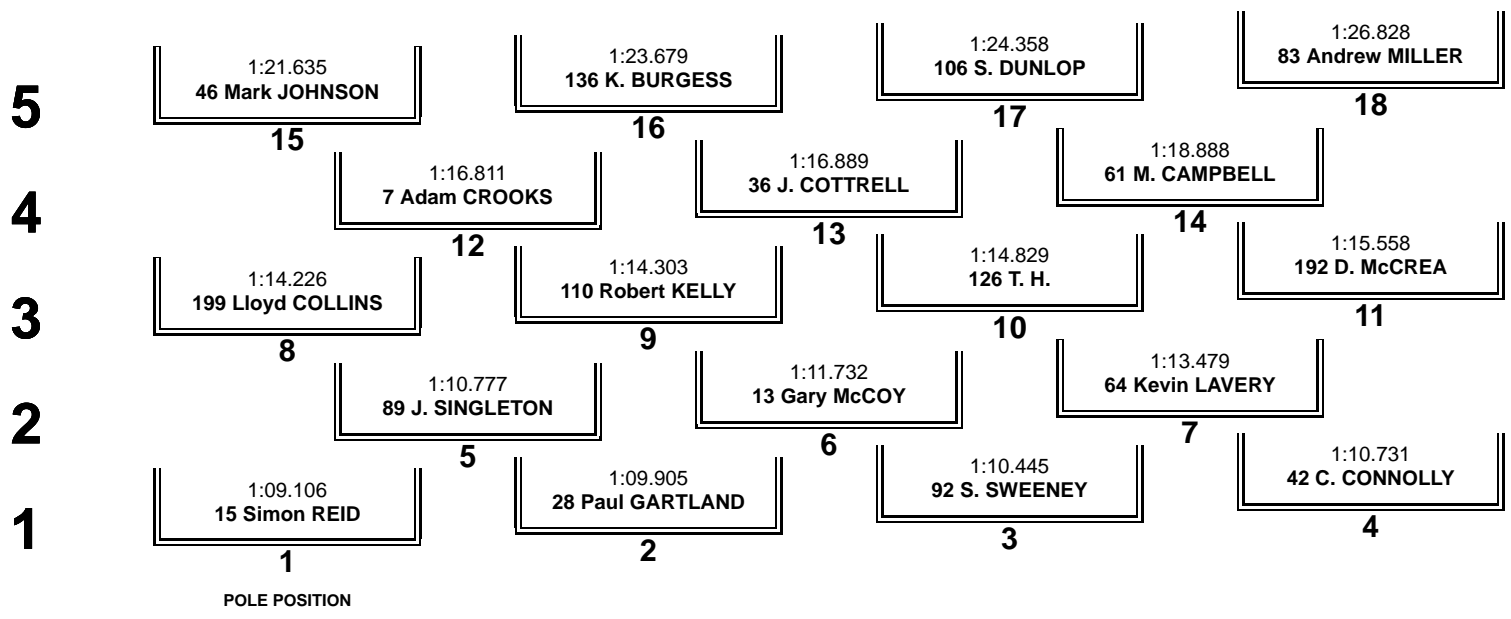 5
1:21.635
46 Mark JOHNSON
15
1:23.679
136 K. BURGESS
16
1:24.358
106 S. DUNLOP
17
1:26.828
83 Andrew MILLER
18
4
1:16.811
7 Adam CROOKS
12
1:16.889
36 J. COTTRELL
13
1:18.888
61 M. CAMPBELL
14
3
1:14.226
199 Lloyd COLLINS
8
1:14.303
110 Robert KELLY
9
1:14.829
126 T. H.
10
1:15.558
192 D. McCREA
11
2
1:10.777
89 J. SINGLETON
5
1:11.732
13 Gary McCOY
6
1:13.479
64 Kevin LAVERY
7
1
1:09.106
15 Simon REID
1
1:09.905
28 Paul GARTLAND
2
1:10.445
92 S. SWEENEY
3
1:10.731
42 C. CONNOLLY
4
POLE POSITION